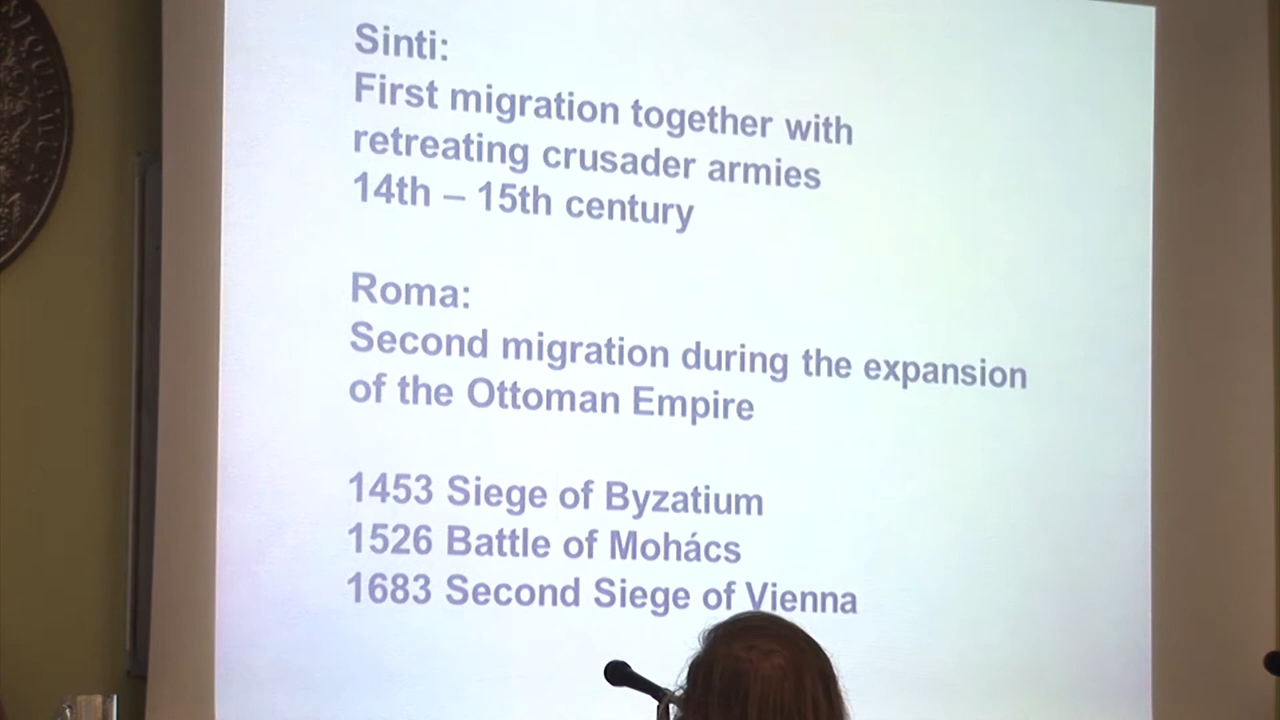 Sinti:
First migration together with
retreating crusader armies
14th – 15th century
Roma:
Second migration during the expansion
of the Ottoman Empire
1453 Siege of Byzatium
1526 Battle of Mohács
1683 Second Siege of Vienna